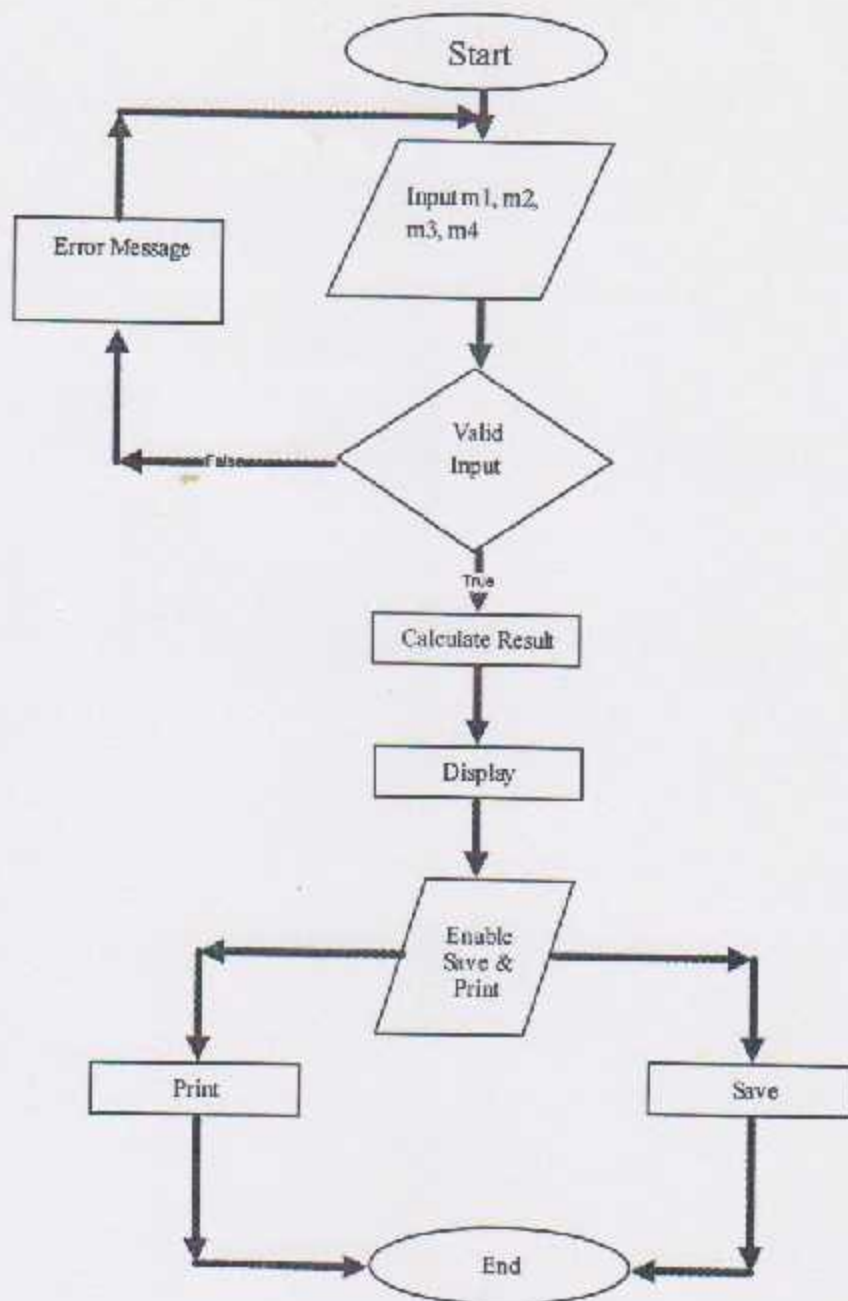 Start
Input m1, m2,
m3, m4
Error Message
Valid
Input
False
True
Calculate Result
Display
Enable
Save &
Print
Print
Save
End